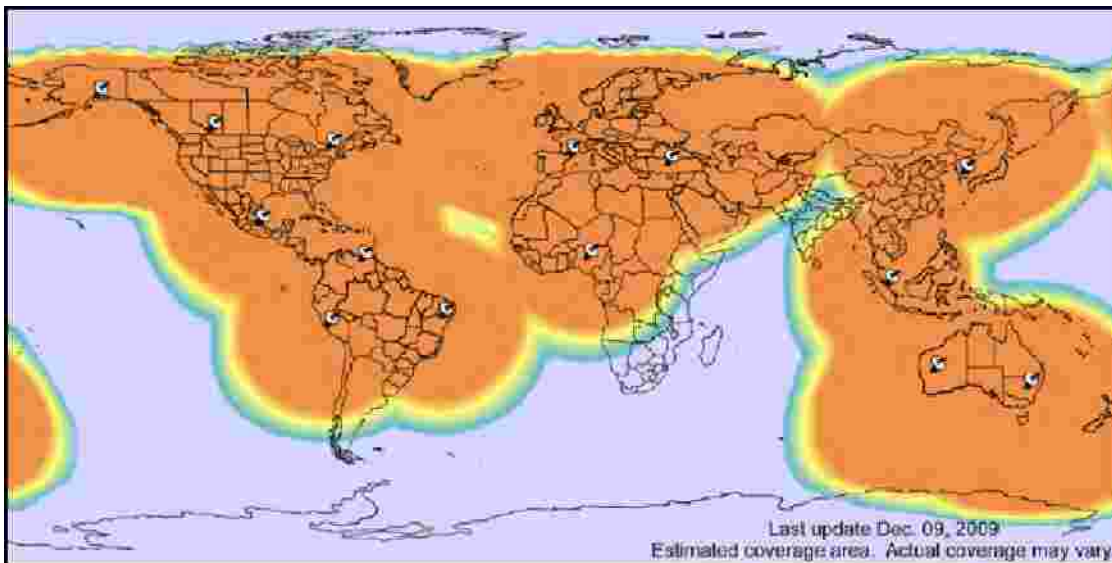 Last update Dec. 09, 2009
Estimated coverage area.  Actual coverage may vary.